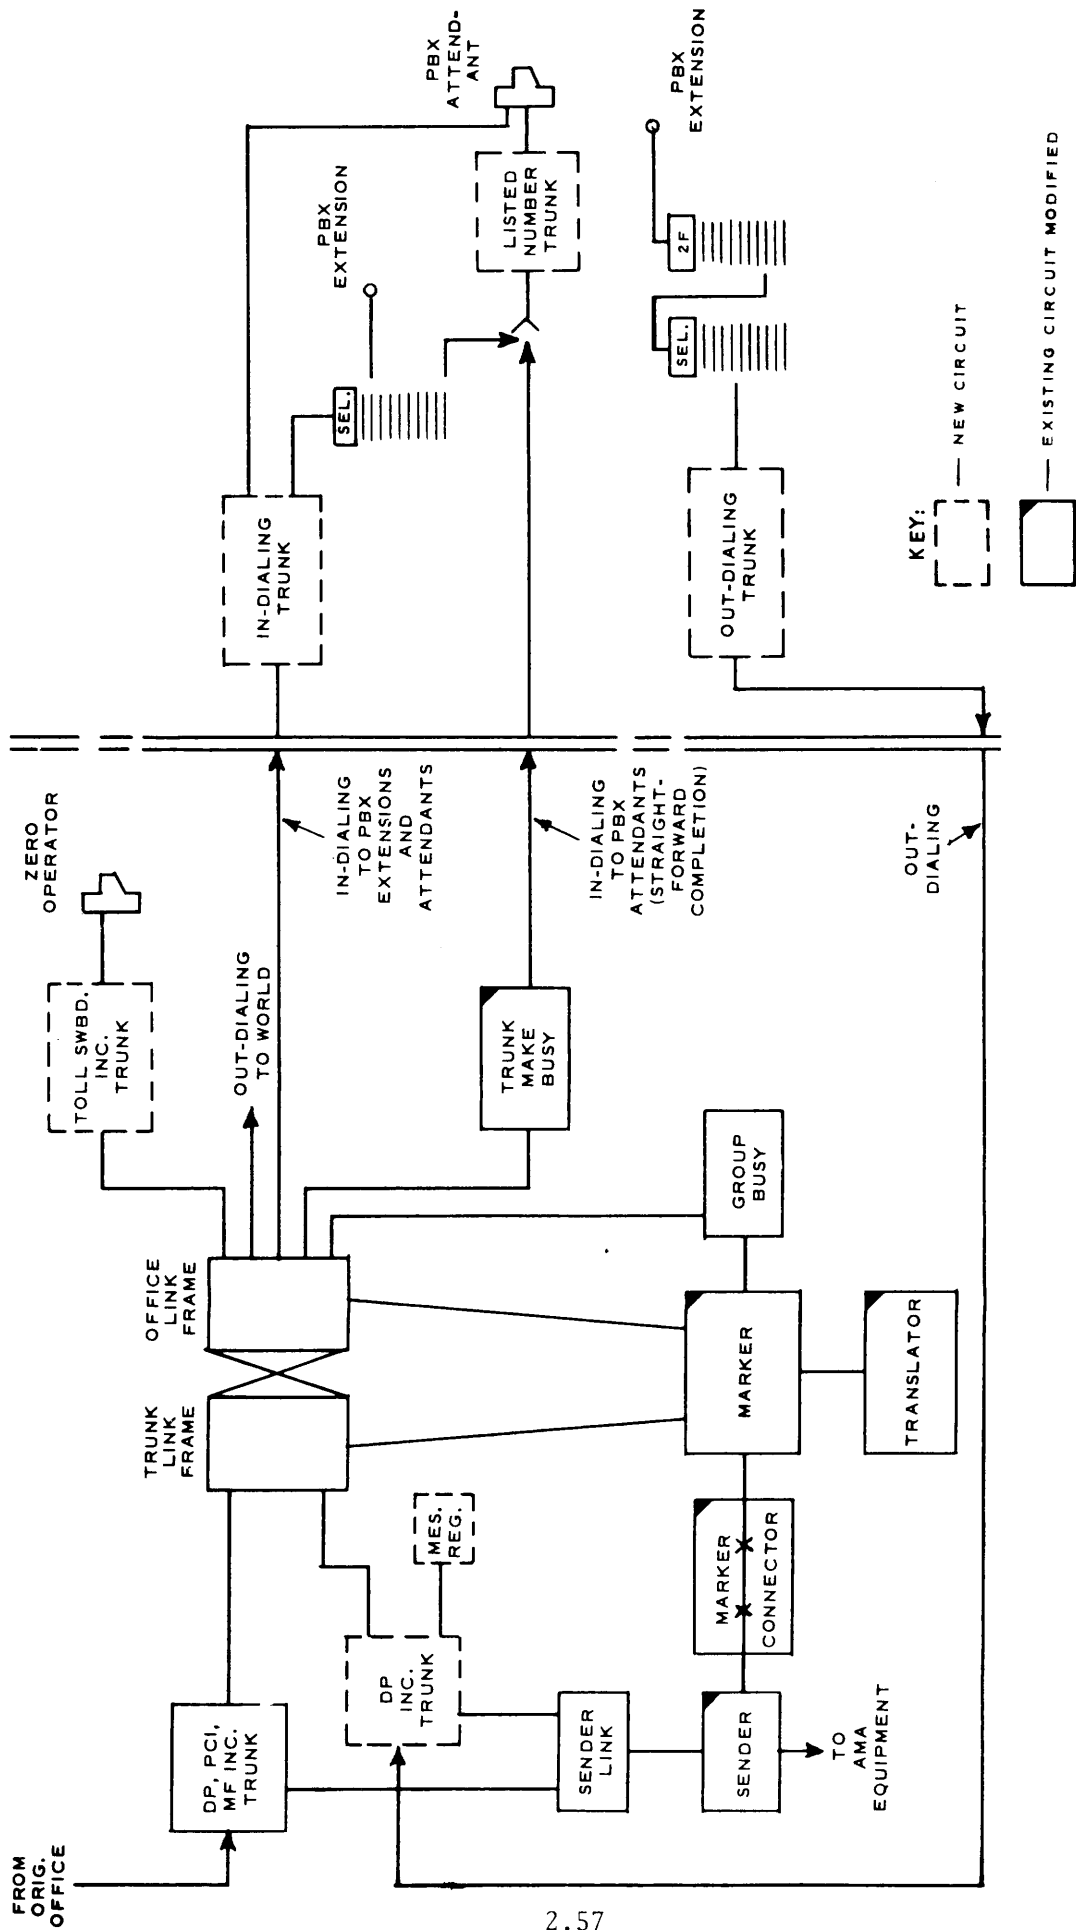 FROM
ORIG.
OFFICE
DP, PCI,
MF INC.
TRUNK
TRUNK
LINK
FRAME
OFFICE
LINK
FRAME
TOLL SWBD.
INC.
TRUNK
ZERO
OPERATOR
OUT-DIALING
TO WORLD
IN-DIALING
TO PBX
EXTENSIONS
AND
ATTENDANTS
IN-DIALING
TRUNK
SEL.
PBX
EXTENSION
PBX
ATTEND-
ANT
DP
INC.
TRUNK
MES.
REG.
TRUNK
MAKE
BUSY
IN-DIALING
TO PBX
ATTENDANTS
(STRAIGHT-
FORWARD
COMPLETION)
LISTED
NUMBER
TRUNK
SENDER
LINK
SENDER
TO
AMA
EQUIPMENT
MARKER
CONNECTOR
MARKER
GROUP
BUSY
TRANSLATOR
OUT-DIALING
TRUNK
SEL.
2F
PBX
EXTENSION
OUT-
DIALING
KEY:
NEW CIRCUIT
EXISTING CIRCUIT MODIFIED
2.57